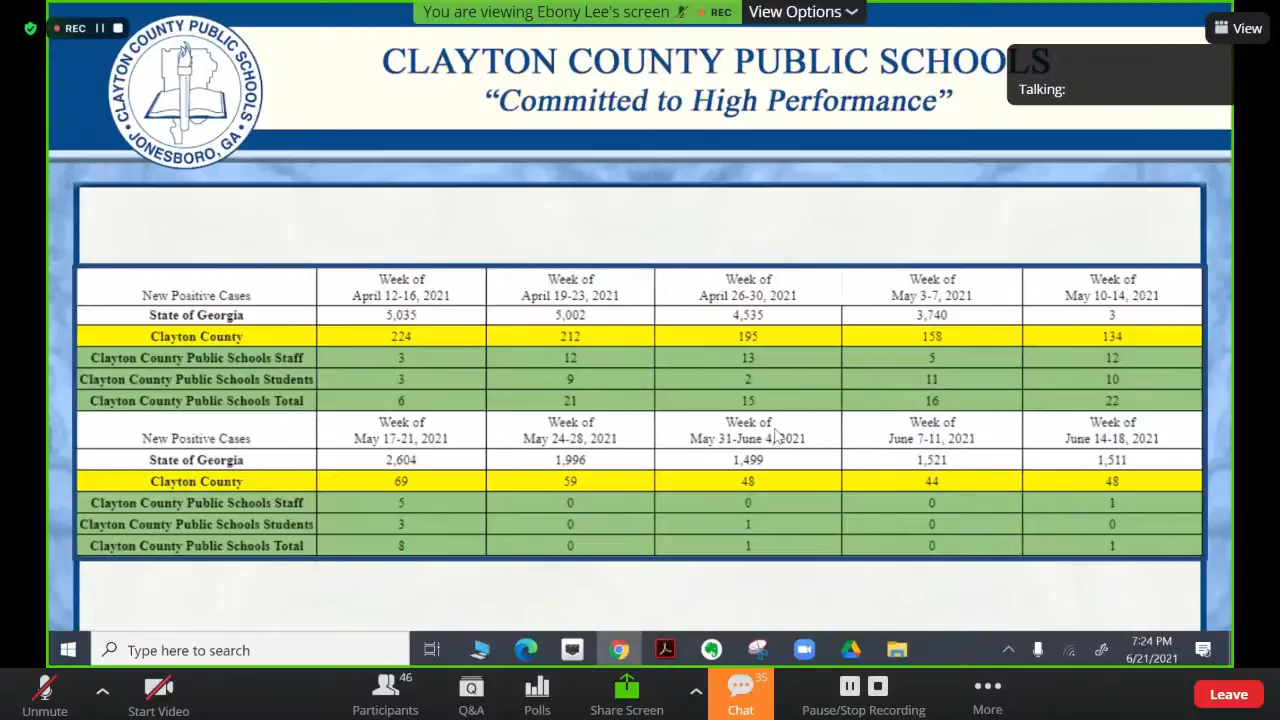 You are viewing Ebony Lee's screen REC View Options
REC
View
CLAYTON COUNTY PUBLIC SCHOOLS
JONESBORO, GA
CLAYTON COUNTY PUBLIC SCHOOLS
"Committed to High Performance"
Talking:
New Positive Cases Week of April 12-16, 2021 Week of April 19-23, 2021 Week of April 26-30, 2021 Week of May 3-7, 2021 Week of May 10-14, 2021
State of Georgia 5,035 5,002 4,535 3,740 3
Clayton County 224 212 195 158 134
Clayton County Public Schools Staff 3 12 13 5 12
Clayton County Public Schools Students 3 9 2 11 10
Clayton County Public Schools Total 6 21 15 16 22
New Positive Cases Week of May 17-21, 2021 Week of May 24-28, 2021 Week of May 31-June 4, 2021 Week of June 7-11, 2021 Week of June 14-18, 2021
State of Georgia 2,604 1,996 1,499 1,521 1,511
Clayton County 69 59 48 44 48
Clayton County Public Schools Staff 5 0 0 0 1
Clayton County Public Schools Students 3 0 1 0 0
Clayton County Public Schools Total 8 0 1 0 1
Type here to search
7:24 PM
6/21/2021
46 35
Unmute Start Video Participants Q&A Polls Share Screen Chat Pause/Stop Recording More Leave